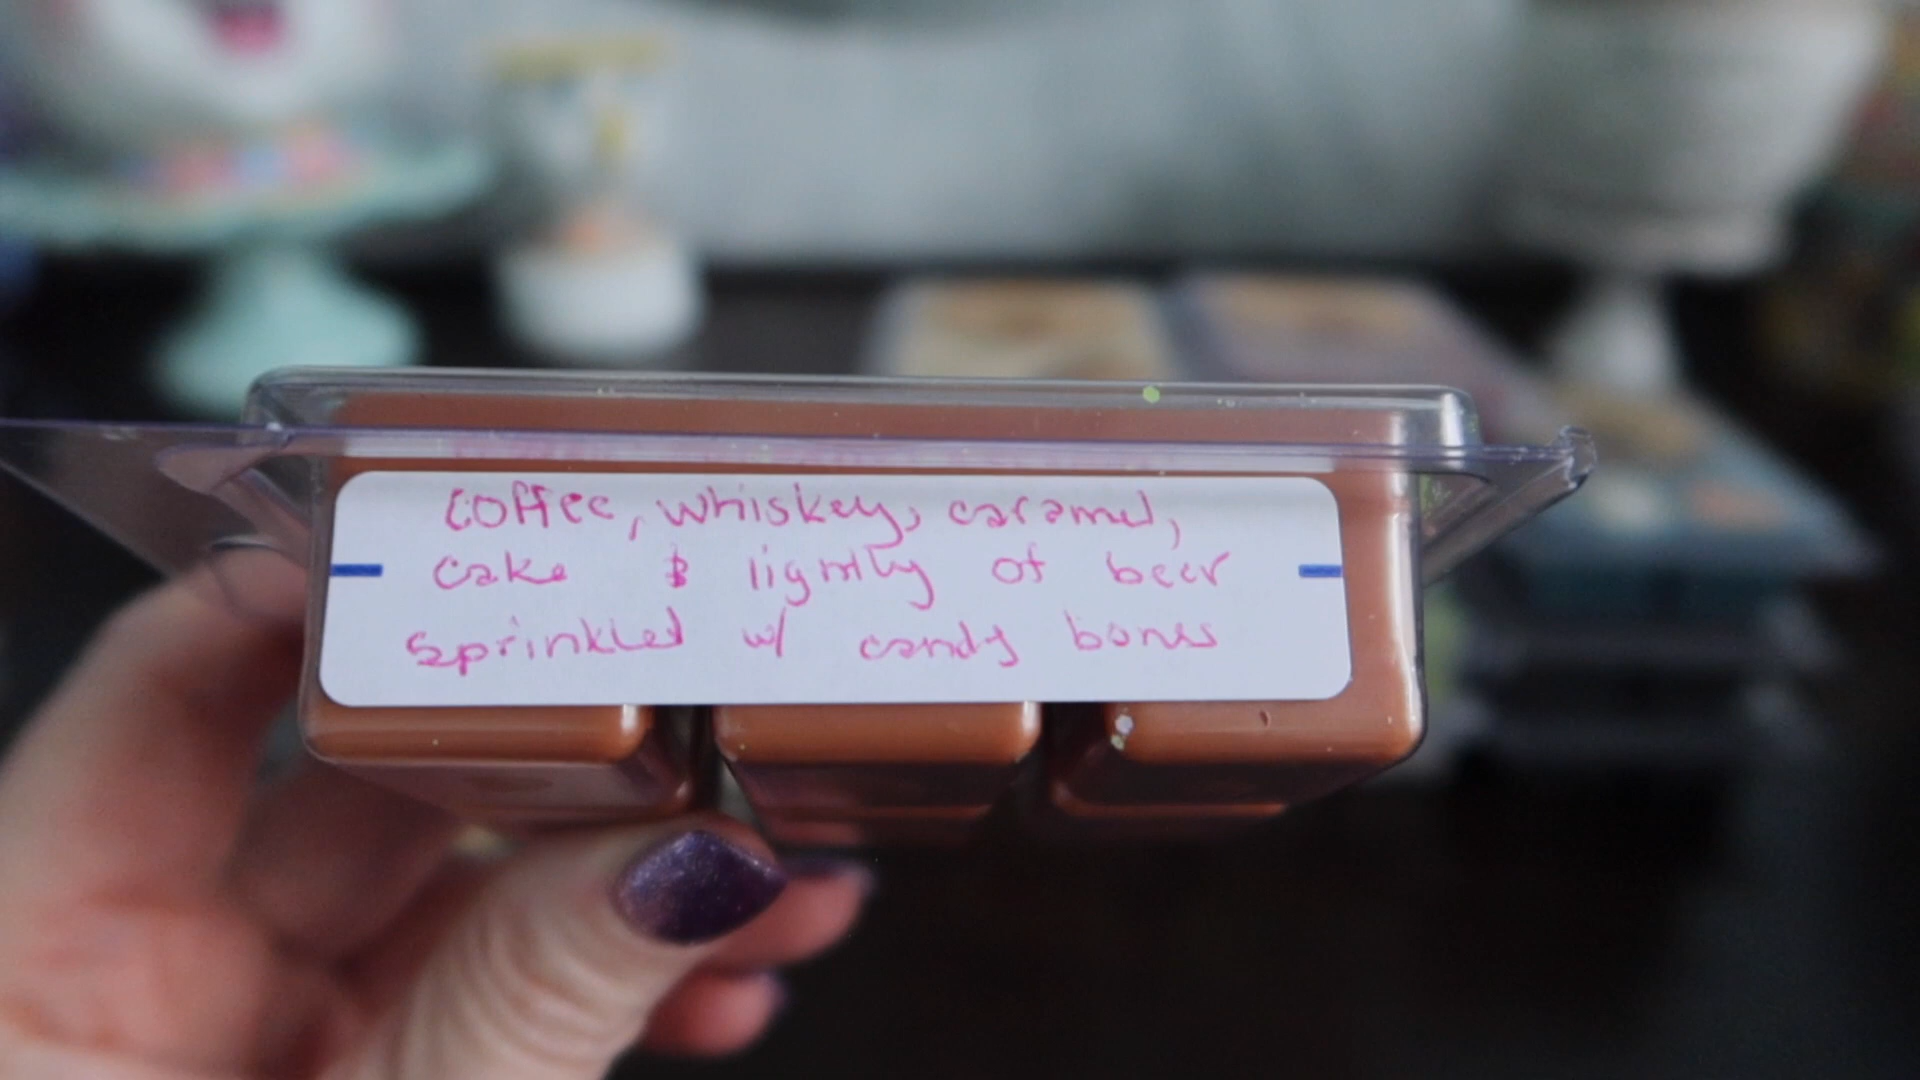 Coffee, whiskey, caramel,
cake & lightly of beer
sprinkled w/ candy bones